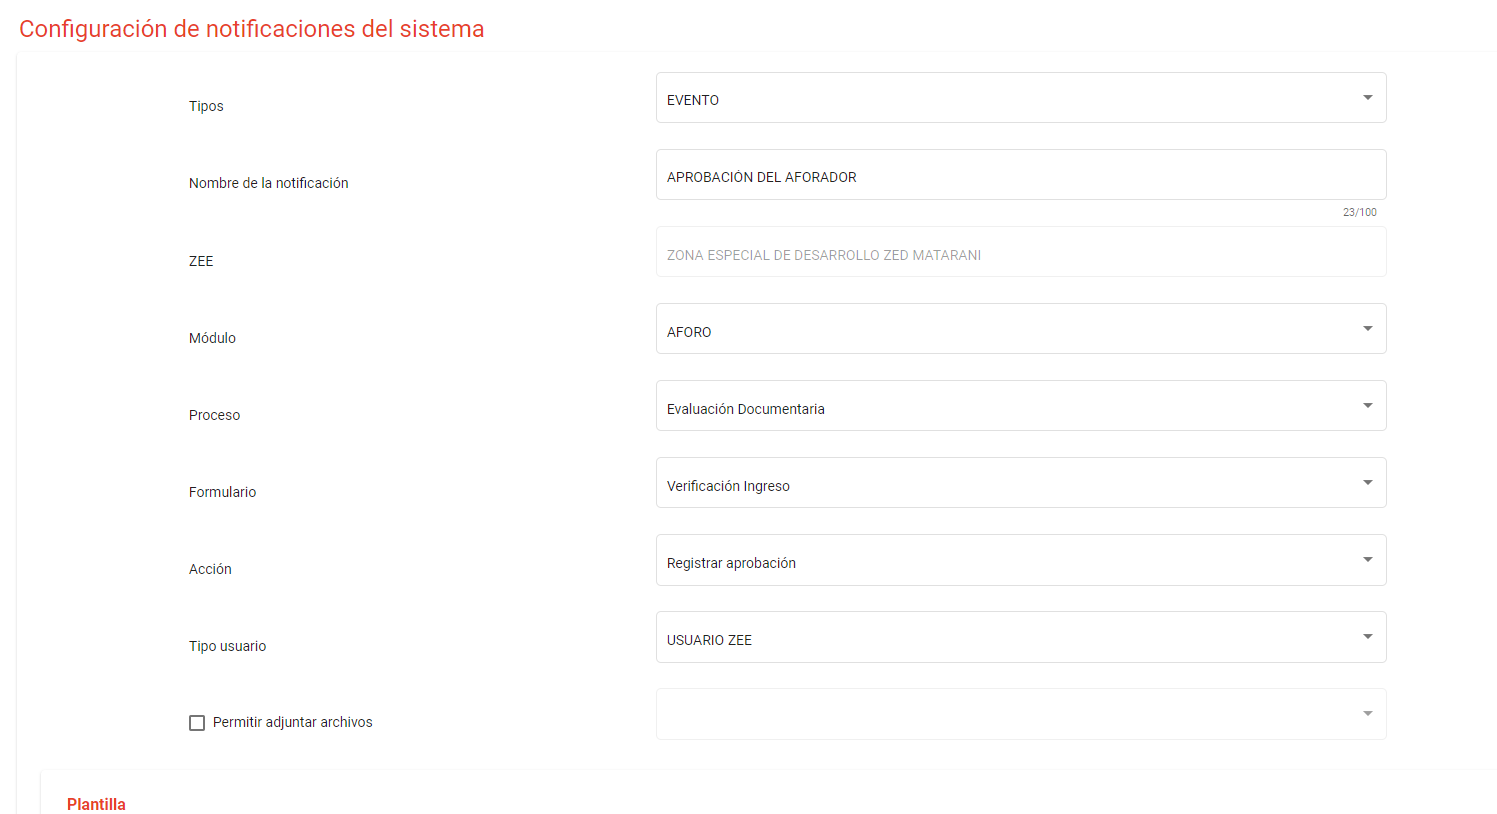 Configuración de notificaciones del sistema
Tipos
EVENTO
Nombre de la notificación
APROBACIÓN DEL AFORADOR
23/100
ZEE
ZONA ESPECIAL DE DESARROLLO ZED MATARANI
Módulo
AFORO
Proceso
Evaluación Documentaria
Formulario
Verificación Ingreso
Acción
Registrar aprobación
Tipo usuario
USUARIO ZEE
Permitir adjuntar archivos
Plantilla